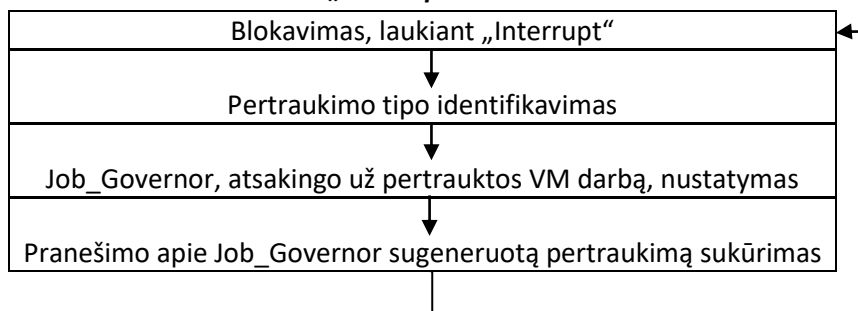 Blokavimas, laukiant „Interrupt“
Pertraukimo tipo identifikavimas
Job_Governor, atsakingo už pertrauktos VM darbą, nustatymas
Pranešimo apie Job_Governor sugeneruotą pertraukimą sukūrimas